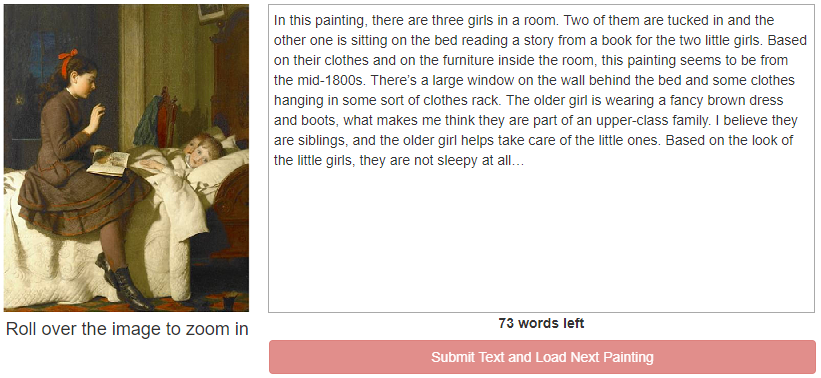 In this painting, there are three girls in a room. Two of them are tucked in and the
other one is sitting on the bed reading a story from a book for the two little girls. Based
on their clothes and on the furniture inside the room, this painting seems to be from
the mid-1800s. There's a large window on the wall behind the bed and some clothes
hanging in some sort of clothes rack. The older girl is wearing a fancy brown dress
and boots, what makes me think they are part of an upper-class family. I believe they
are siblings, and the older girl helps take care of the little ones. Based on the look of
the little girls, they are not sleepy at all…
Roll over the image to zoom in
73 words left
Submit Text and Load Next Painting